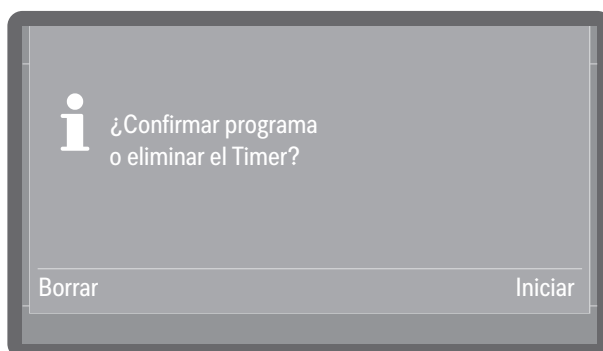 ¿Confirmar programa
o eliminar el Timer?
Borrar
Iniciar